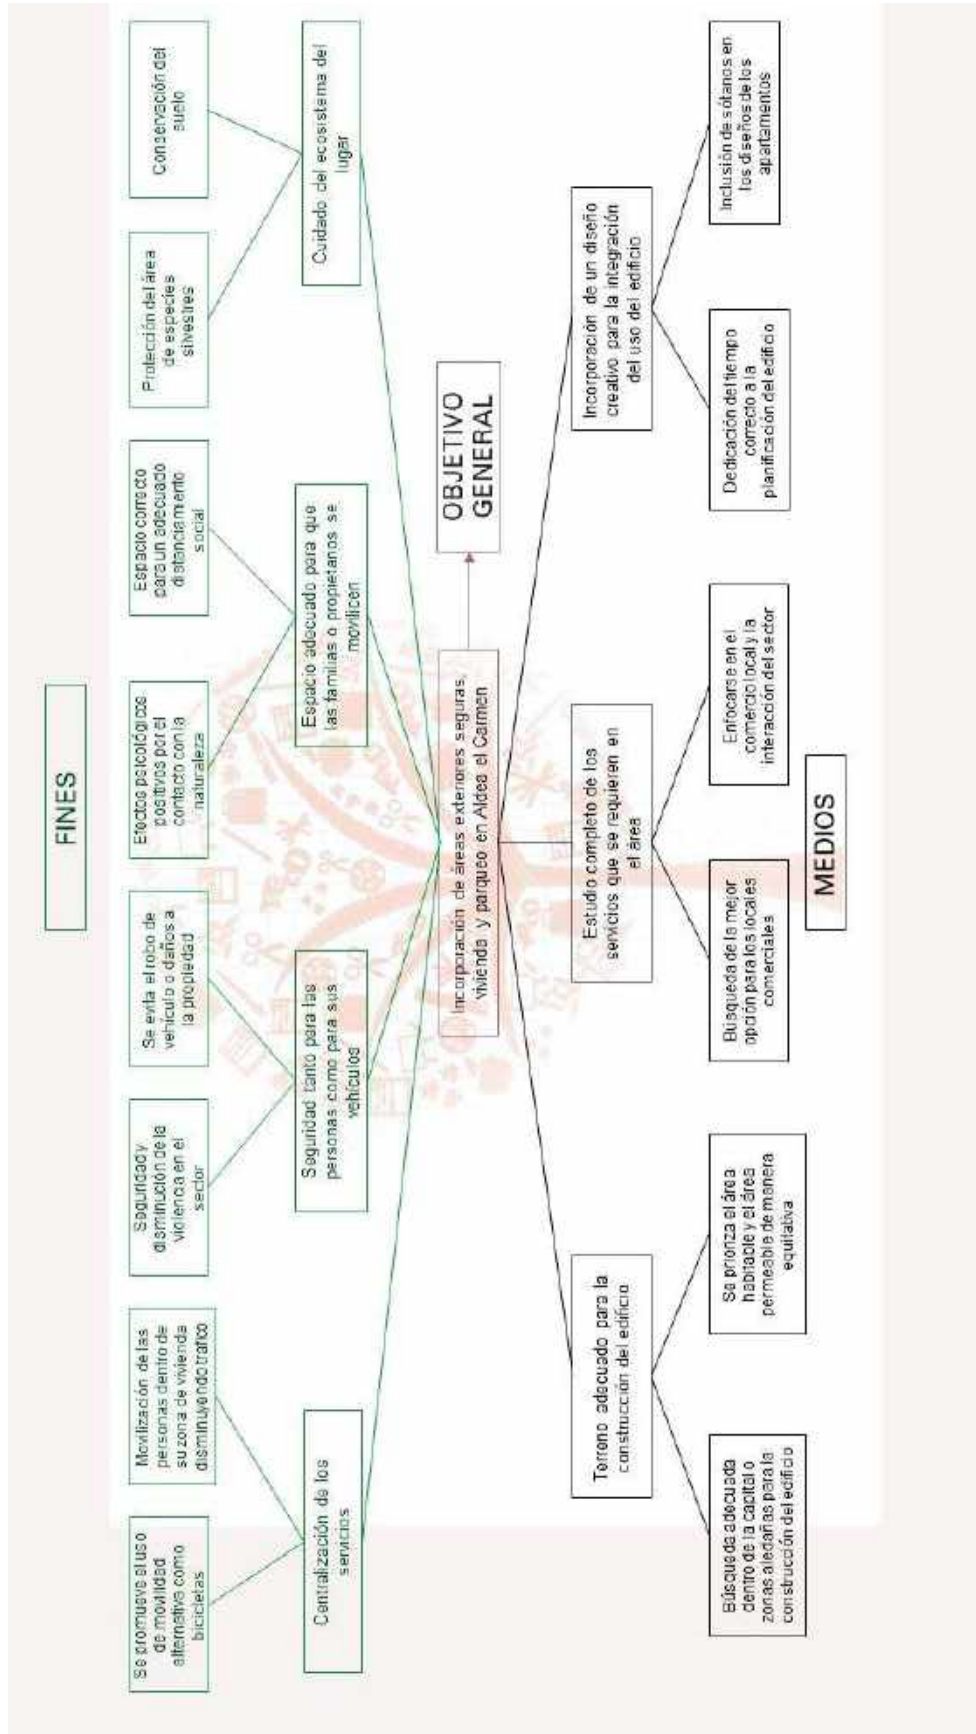 FINES
Se promueve el uso
de movilidad
alternativa como
bicicletas
Movilización de las
personas dentro de
su zona de vivienda
disminuyendo trafico
Seguridad y
disminución de la
violencia en el
sector
Se evita el robo de
vehículo o daños a
la propiedad
Efectos psicológicos
positivos por el
contacto con la
naturaleza
Espacio correcto
para un adecuado
distanciamiento
social
Protección del área
de especies
silvestres
Conservación del
suelo
Centralización de los
servicios
Seguridad tanto para las
personas como para sus
vehículos
Espacio adecuado para que
las familias o propietarios se
movilicen
Cuidado del ecosistema del
lugar
Incorporación de áreas exteriores seguras,
vivienda y parqueo en Aldea el Carmen
OBJETIVO
GENERAL
Terreno adecuado para la
construcción del edificio
Estudio completo de los
servicios que se requieren en
el área
Incorporación de un diseño
creativo para la integración
del uso del edificio
Búsqueda adecuada
dentro de la capital o
zonas aledañas para la
construcción del edificio
Se prioriza el área
habitable y el área
permeable de manera
equitativa
Búsqueda de la mejor
opción para los locales
comerciales
Enfocarse en el
comercio local y la
interacción del sector
Dedicación del tiempo
correcto a la
planificación del edificio
Inclusión de sótanos en
los diseños de los
apartamentos
MEDIOS